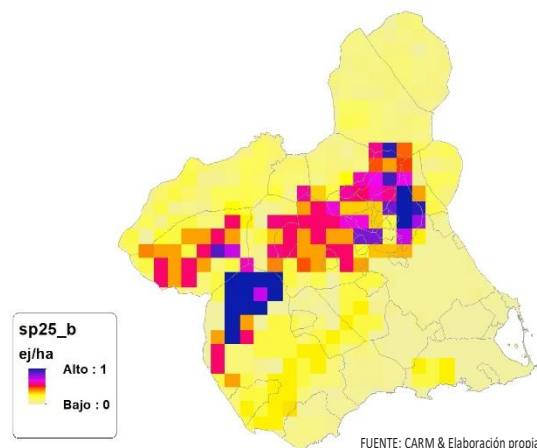 sp25_b
ej/ha
Alto : 1
Bajo : 0
FUENTE: CARM & Elaboración propia